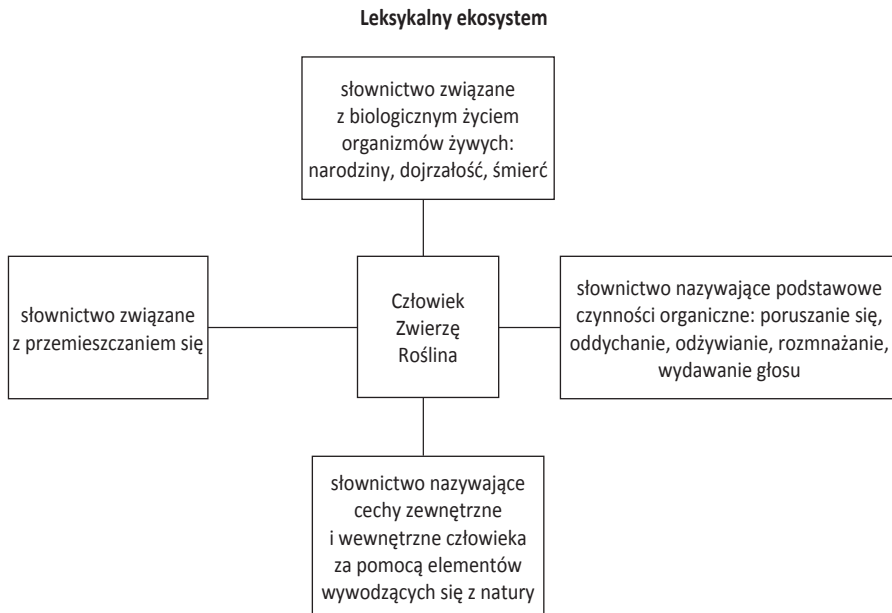 Leksykalny ekosystem
słownictwo związane
z biologicznym życiem
organizmów żywych:
narodziny, dojrzałość, śmierć
słownictwo związane
z przemieszczaniem się
Człowiek
Zwierzę
Roślina
słownictwo nazywające podstawowe
czynności organiczne: poruszanie się,
oddychanie, odżywianie, rozmnażanie,
wydawanie głosu
słownictwo nazywające
cechy zewnętrzne
i wewnętrzne człowieka
za pomocą elementów
wywodzących się z natury